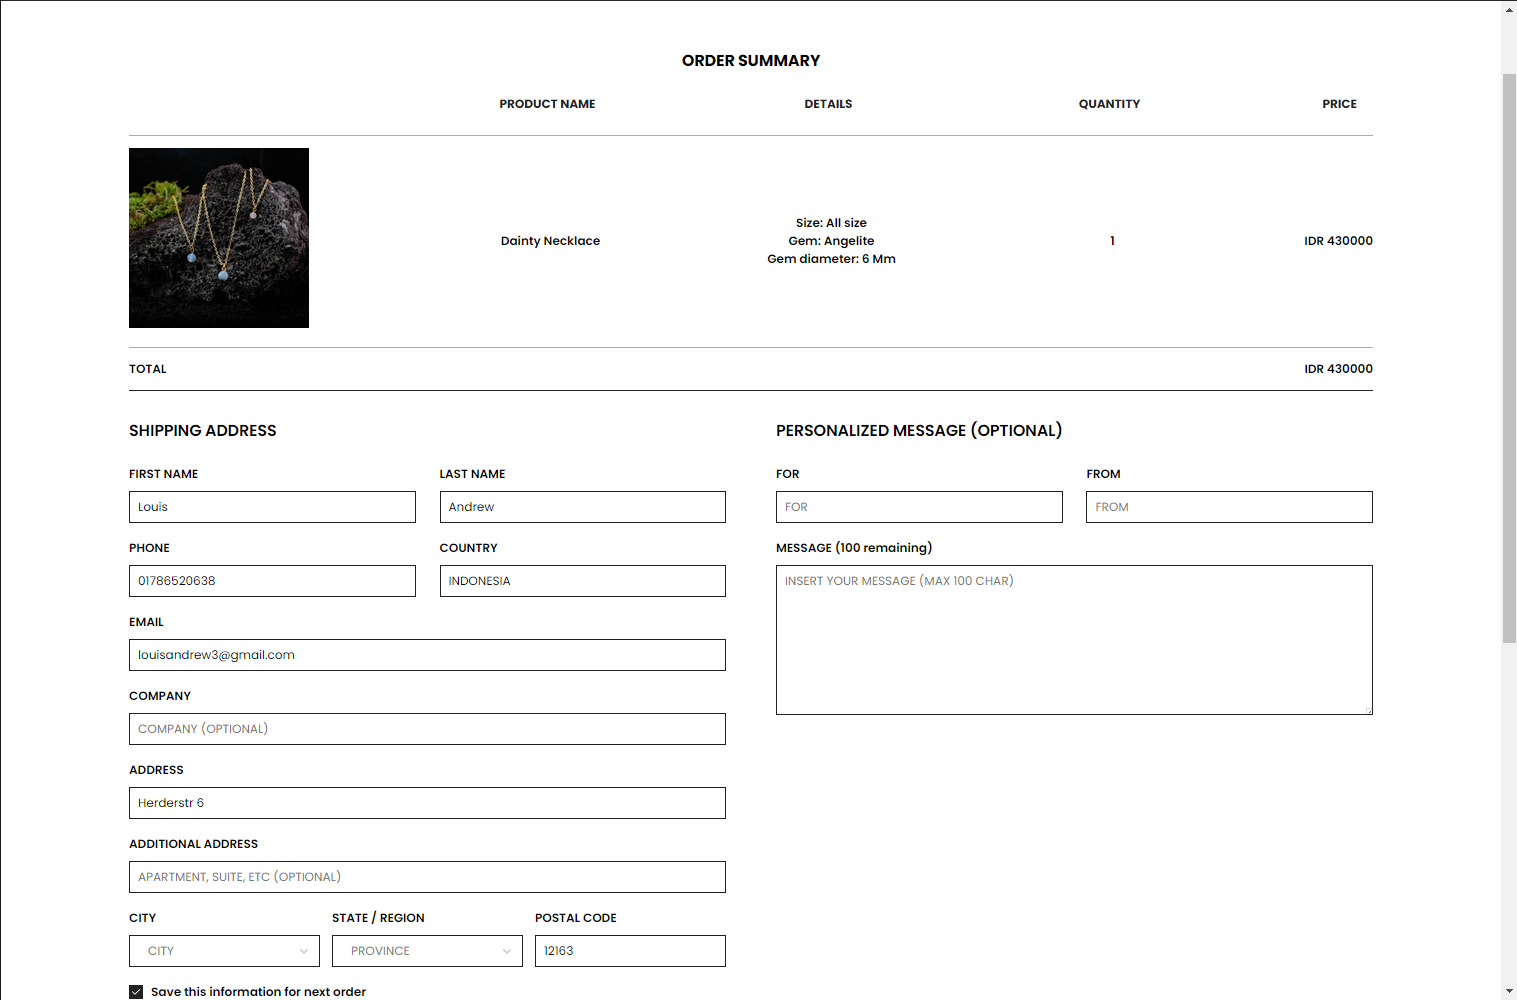 ORDER SUMMARY
PRODUCT NAME DETAILS QUANTITY PRICE
Size: All size
Dainty Necklace Gem: Angelite 1 IDR 430000
Gem diameter: 6 Mm
TOTAL IDR 430000
SHIPPING ADDRESS
FIRST NAME LAST NAME
Louis Andrew
PHONE COUNTRY
01786520638 INDONESIA
EMAIL
louisandrew3@gmail.com
COMPANY
COMPANY (OPTIONAL)
ADDRESS
Herderstr 6
ADDITIONAL ADDRESS
APARTMENT, SUITE, ETC (OPTIONAL)
CITY STATE / REGION POSTAL CODE
CITY PROVINCE 12163
Save this information for next order
PERSONALIZED MESSAGE (OPTIONAL)
FOR FROM
FOR FROM
MESSAGE (100 remaining)
INSERT YOUR MESSAGE (MAX 100 CHAR)